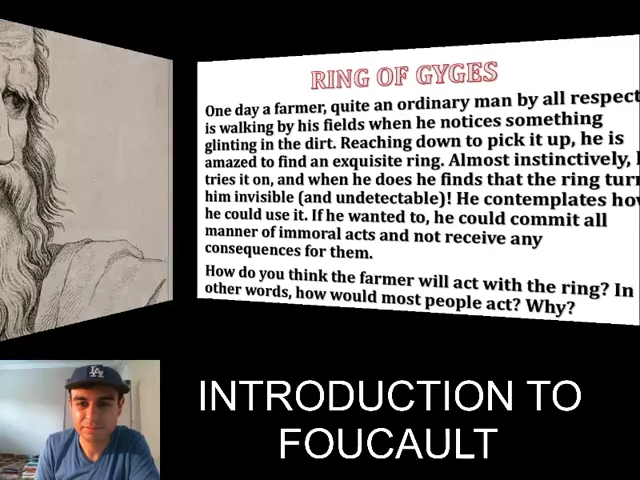 RING OF GYGES
One day a farmer, quite an ordinary man by all respect
is walking by his fields when he notices something
glinting in the dirt. Reaching down to pick it up, he is
amazed to find an exquisite ring. Almost instinctively,
tries it on, and when he does he finds that the ring turn
him invisible (and undetectable)! He contemplates how
he could use it. If he wanted to, he could commit all
manner of immoral acts and not receive any
consequences for them.
How do you think the farmer will act with the ring? In
other words, how would most people act? Why?
LA
INTRODUCTION TO
FOUCAULT